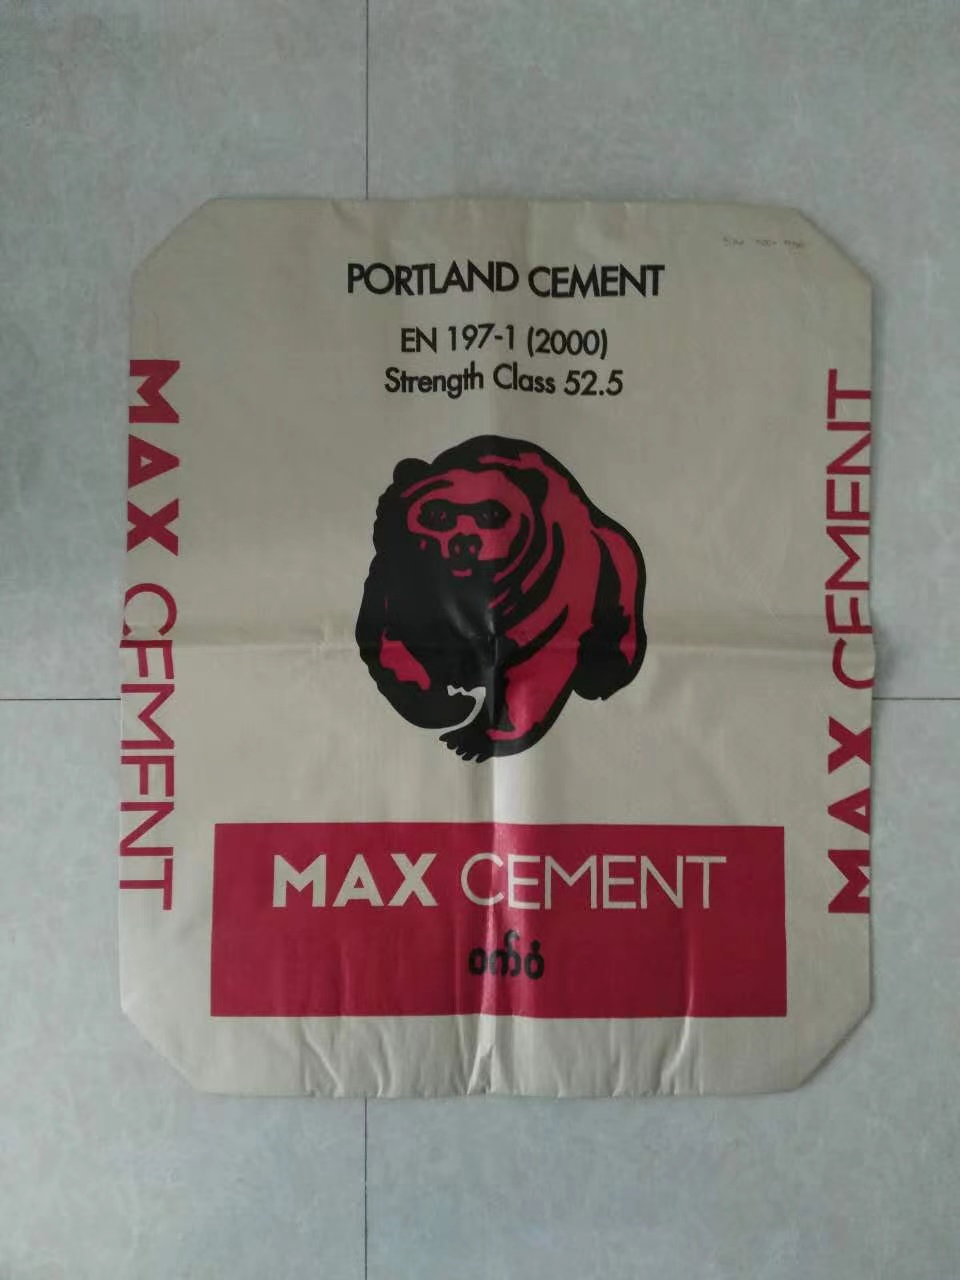 PORTLAND CEMENT
EN 197-1 (2000)
Strength Class 52.5
MAX CEMENT
MAX CEMENT
MAX CEMENT
ဝက်ဝံ